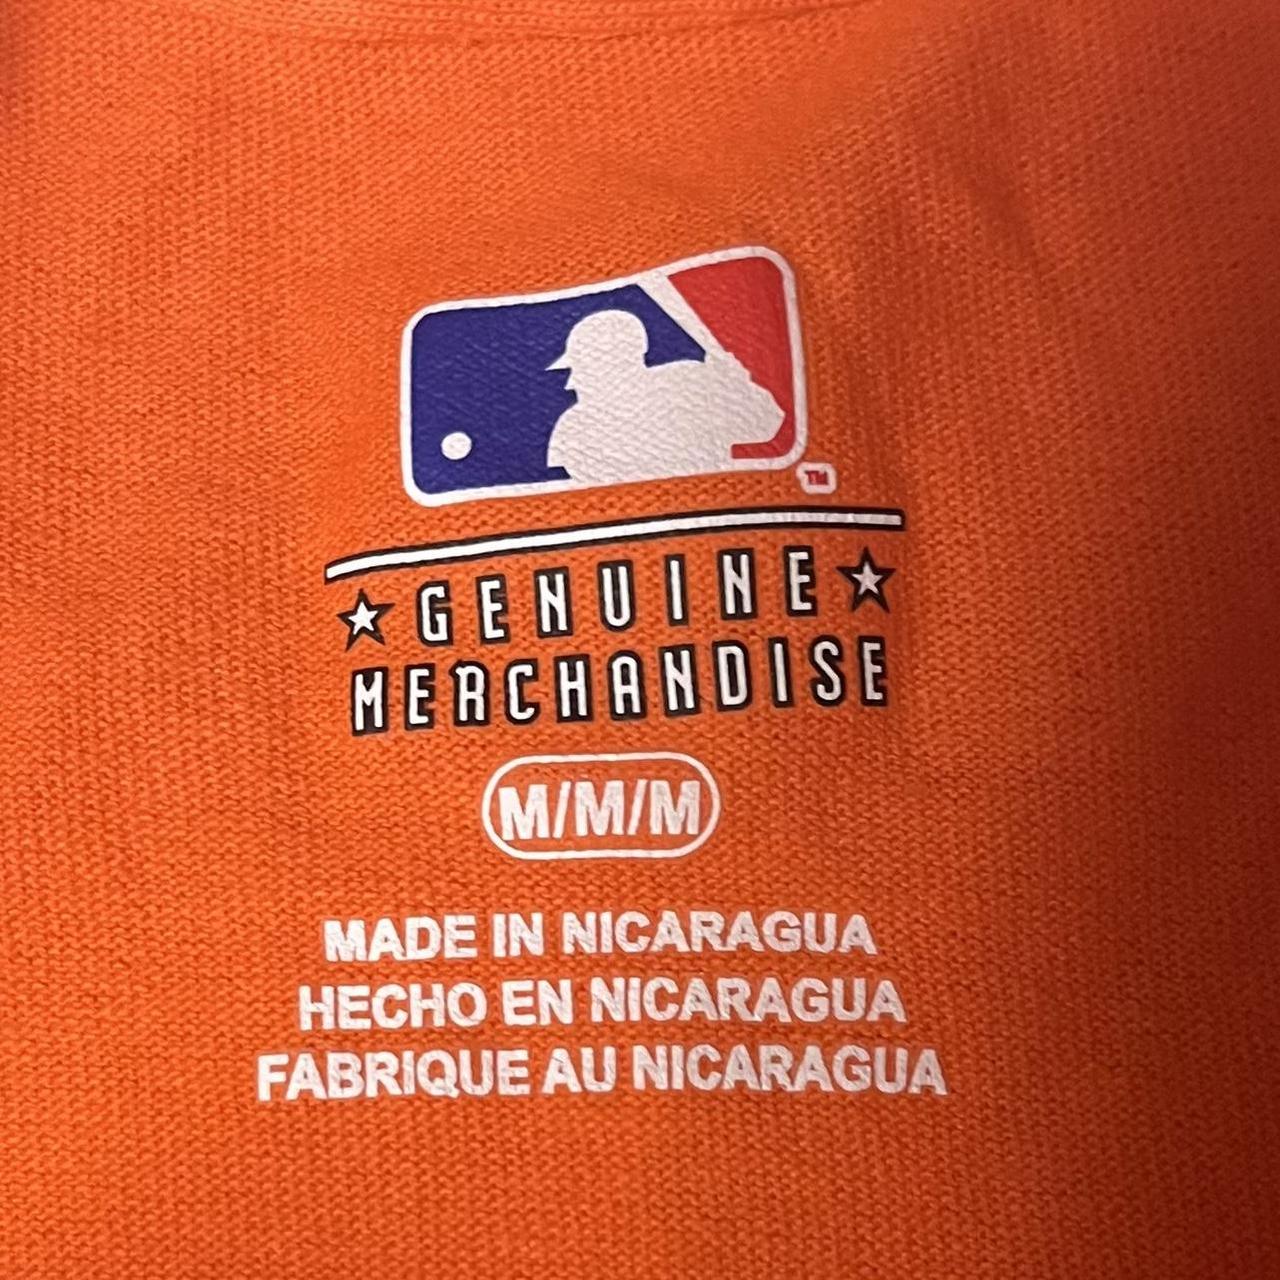 TM
★ GENUINE ★
MERCHANDISE
M/M/M
MADE IN NICARAGUA
HECHO EN NICARAGUA
FABRIQUE AU NICARAGUA